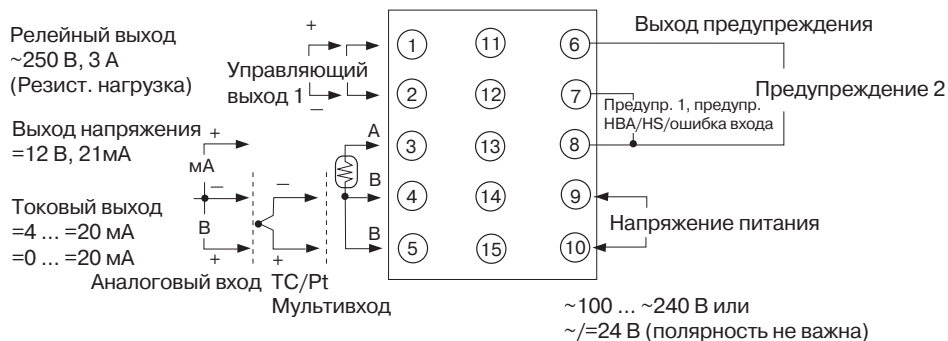 Релейный выход
~250 В, 3 А
(Резист. нагрузка)
Управляющий
выход 1
+
−
Выход напряжения
=12 В, 21мА
Токовый выход
=4 ... =20 мА
=0 ... =20 мА
+
мА
−
В
+
Аналоговый вход
−
+
TC/Pt
Мультивход
A
B
B
1
2
3
4
5
11
12
13
14
15
6
7
8
9
10
Выход предупреждения
Предупреждение 2
Предупр. 1, предупр.
НВА/HS/ошибка входа
Напряжение питания
~100 ... ~240 В или
~/=24 В (полярность не важна)